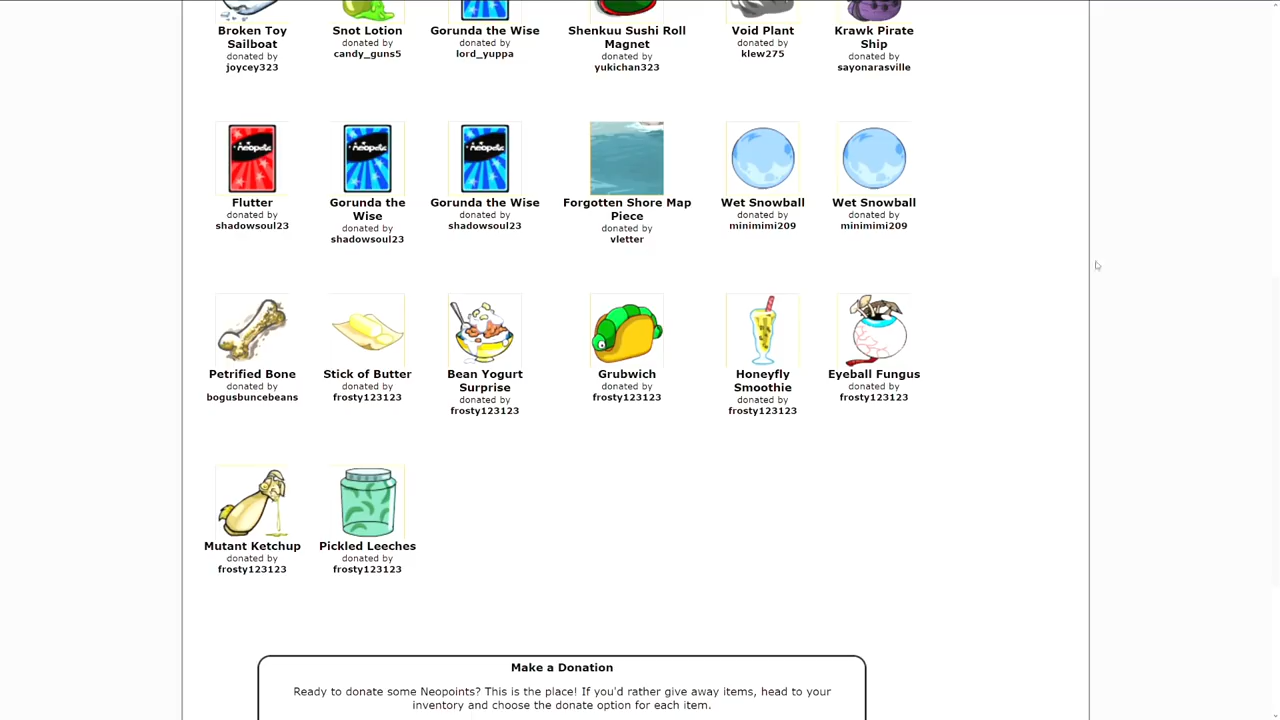 Broken Toy Sailboat
donated by
joycey323
Snot Lotion
donated by
candy_guns5
Gorunda the Wise
donated by
lord_yuppa
Shenkuu Sushi Roll
Magnet
donated by
yukichan323
Void Plant
donated by
klew275
Krawk Pirate
Ship
donated by
sayonarasville
neopets
Flutter
donated by
shadowsoul23
neopets
Gorunda the
Wise
donated by
shadowsoul23
neopets
Gorunda the Wise
donated by
shadowsoul23
Forgotten Shore Map
Piece
donated by
vletter
Wet Snowball
donated by
minimimi209
Wet Snowball
donated by
minimimi209
Petrified Bone
donated by
bogusbuncebeans
Stick of Butter
donated by
frosty123123
Bean Yogurt
Surprise
donated by
frosty123123
Grubwich
donated by
frosty123123
Honeyfly
Smoothie
donated by
frosty123123
Eyeball Fungus
donated by
frosty123123
Mutant Ketchup
donated by
frosty123123
Pickled Leeches
donated by
frosty123123
Make a Donation
Ready to donate some Neopoints? This is the place! If you'd rather give away items, head to your
inventory and choose the donate option for each item.